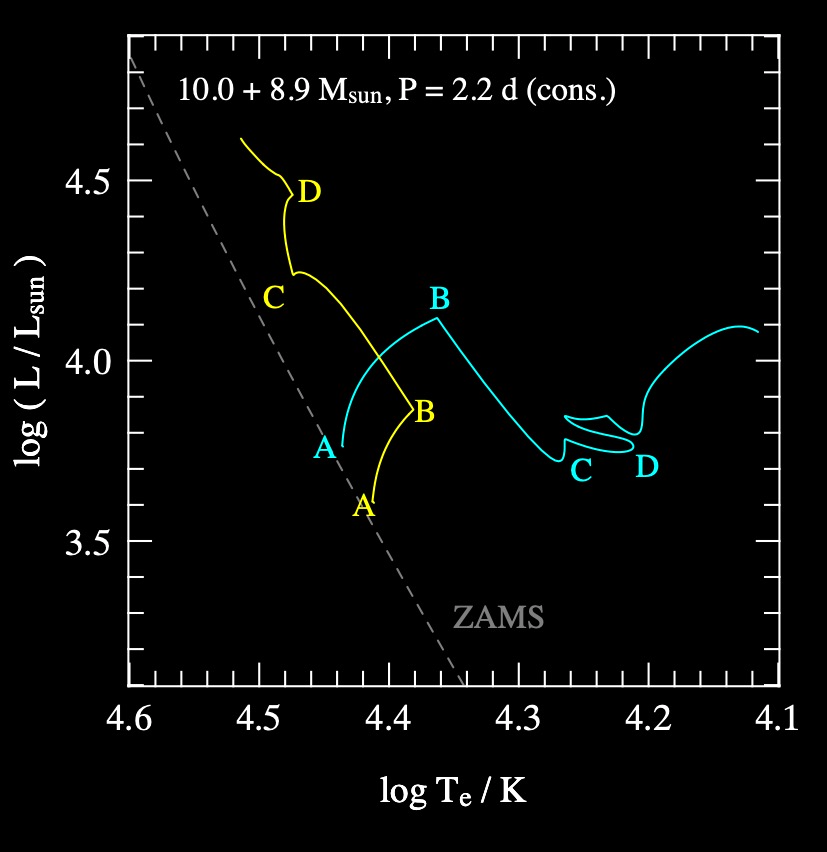 10.0 + 8.9 Msun, P = 2.2 d (cons.)
D
4.5
C
B
log ( L / Lsun )
4.0
B
A
C
D
A
3.5
ZAMS
4.6 4.5 4.4 4.3 4.2 4.1
log Te / K